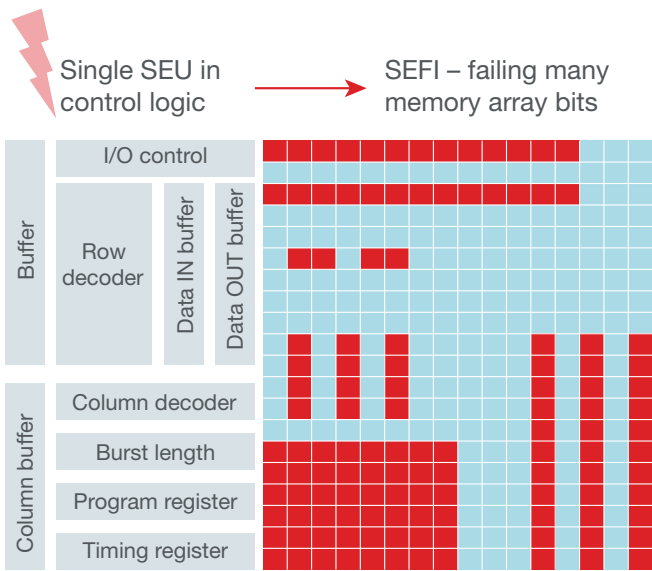 Single SEU in
control logic
SEFI – failing many
memory array bits
Buffer
I/O control
Row
decoder
Data IN buffer
Data OUT buffer
Column buffer
Column decoder
Burst length
Program register
Timing register